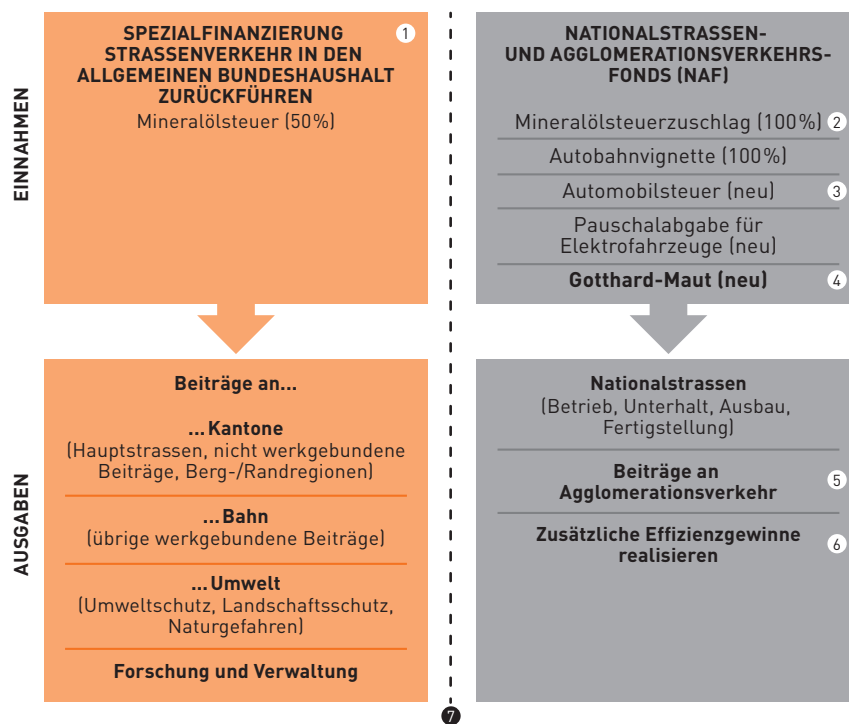 EINNAHMEN
SPEZIALFINANZIERUNG 1
STRASSENVERKEHR IN DEN
ALLGEMEINEN BUNDESHAUSHALT
ZURÜCKFÜHREN
Mineralölsteuer (50%)
NATIONALSTRASSEN-
UND AGGLOMERATIONSVERKEHRS-
FONDS (NAF)
Mineralölsteuerzuschlag (100%) 2
Autobahnvignette (100%)
Automobilsteuer (neu) 3
Pauschalabgabe für
Elektrofahrzeuge (neu)
Gotthard-Maut (neu) 4
AUSGABEN
Beiträge an...
...Kantone
(Hauptstrassen, nicht werkgebundene
Beiträge, Berg-/Randregionen)
...Bahn
(übrige werkgebundene Beiträge)
...Umwelt
(Umweltschutz, Landschaftsschutz,
Naturgefahren)
Forschung und Verwaltung
Nationalstrassen
(Betrieb, Unterhalt, Ausbau,
Fertigstellung)
Beiträge an
Agglomerationsverkehr 5
Zusätzliche Effizienzgewinne
realisieren 6
7